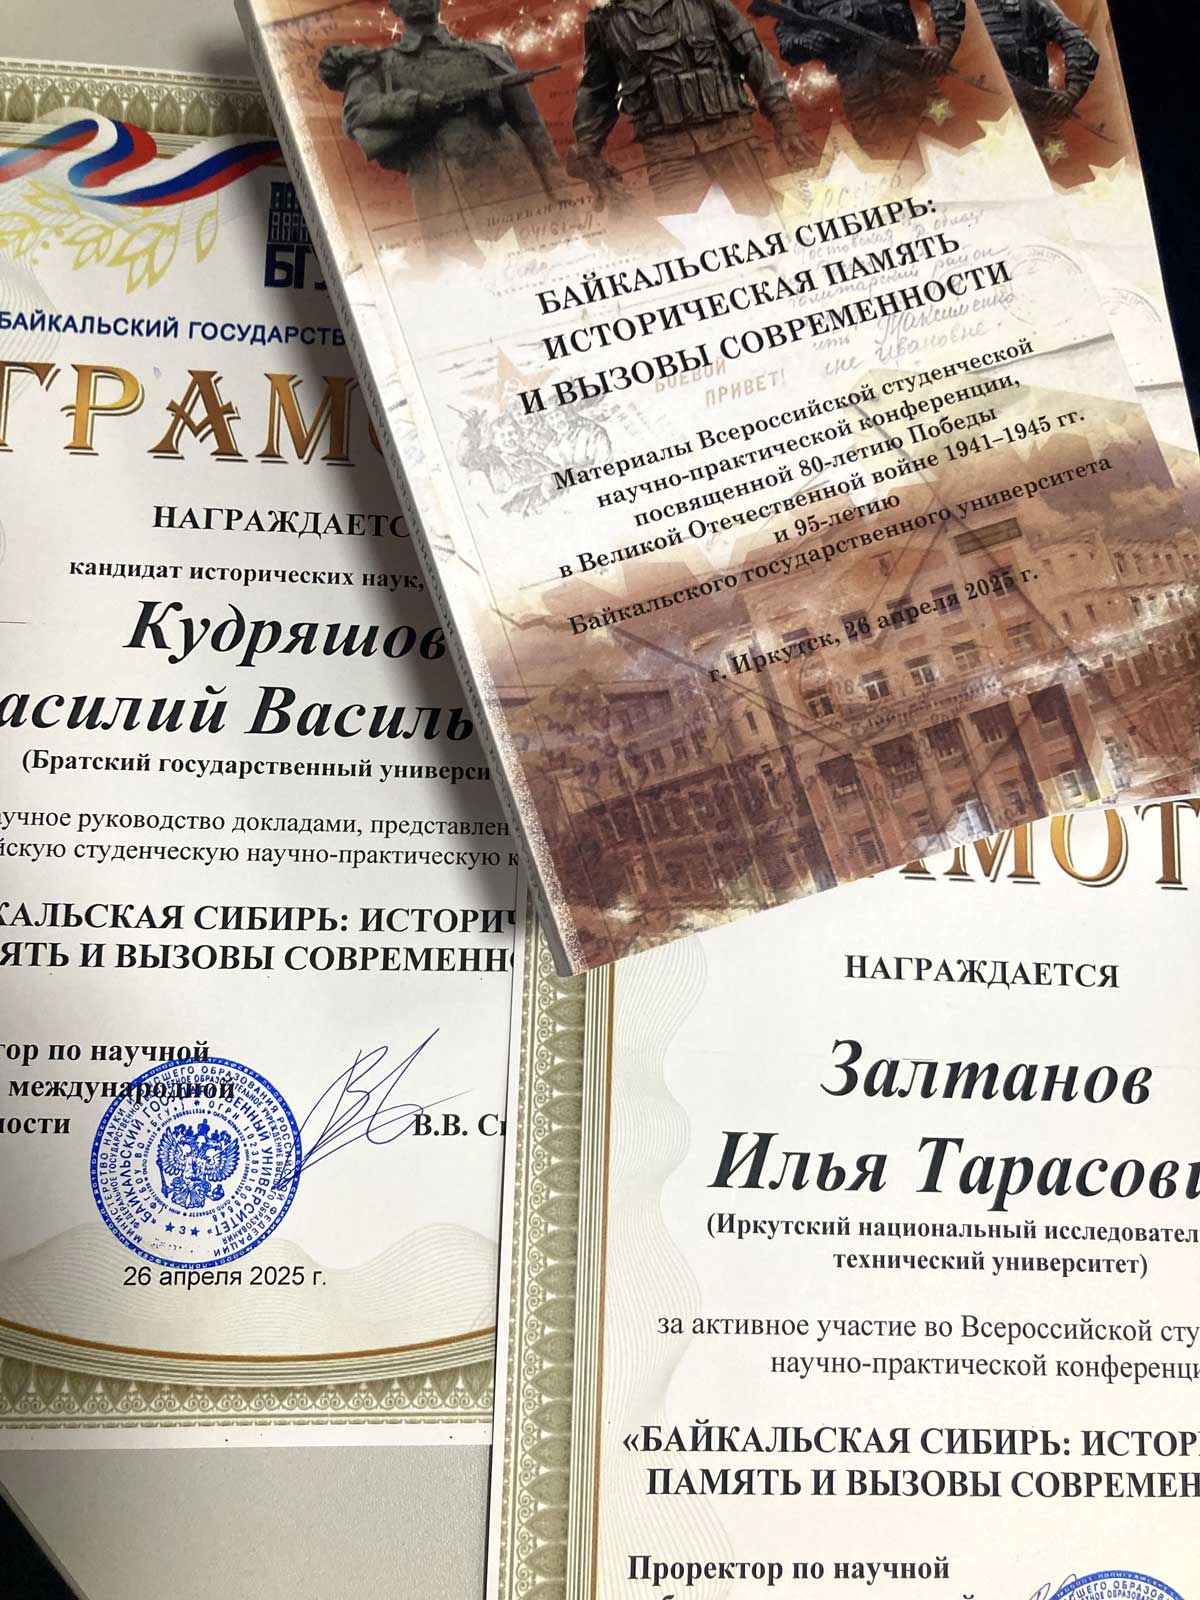 БАЙКАЛЬСКАЯ СИБИРЬ:
ИСТОРИЧЕСКАЯ ПАМЯТЬ
И ВЫЗОВЫ СОВРЕМЕННОСТИ
БОЕВОЙ
ПРИВЕТ!
Материалы Всероссийской студенческой
научно-практической конференции,
посвященной 80-летию Победы
в Великой Отечественной войне 1941–1945 гг.
и 95-летию
Байкальского государственного университета
г. Иркутск, 26 апреля 2025 г.
БГ
БАЙКАЛЬСКИЙ ГОСУДАРСТВ
ГРАМ
НАГРАЖДАЕТС
кандидат исторических наук,
Кудряшов
асилий Василь
(Братский государственный универси
учное руководство докладами, представлен
йскую студенческую научно-практическую к
КАЛЬСКАЯ СИБИРЬ: ИСТОРИЧ
ЯТЬ И ВЫЗОВЫ СОВРЕМЕНН
тор по научной
международной
ности
В.В. С
26 апреля 2025 г.
АМОТ
НАГРАЖДАЕТСЯ
Залтанов
Илья Тарасови
(Иркутский национальный исследовател
технический университет)
за активное участие во Всероссийской сту
научно-практической конференци
«БАЙКАЛЬСКАЯ СИБИРЬ: ИСТОР
ПАМЯТЬ И ВЫЗОВЫ СОВРЕМЕН
Проректор по научной